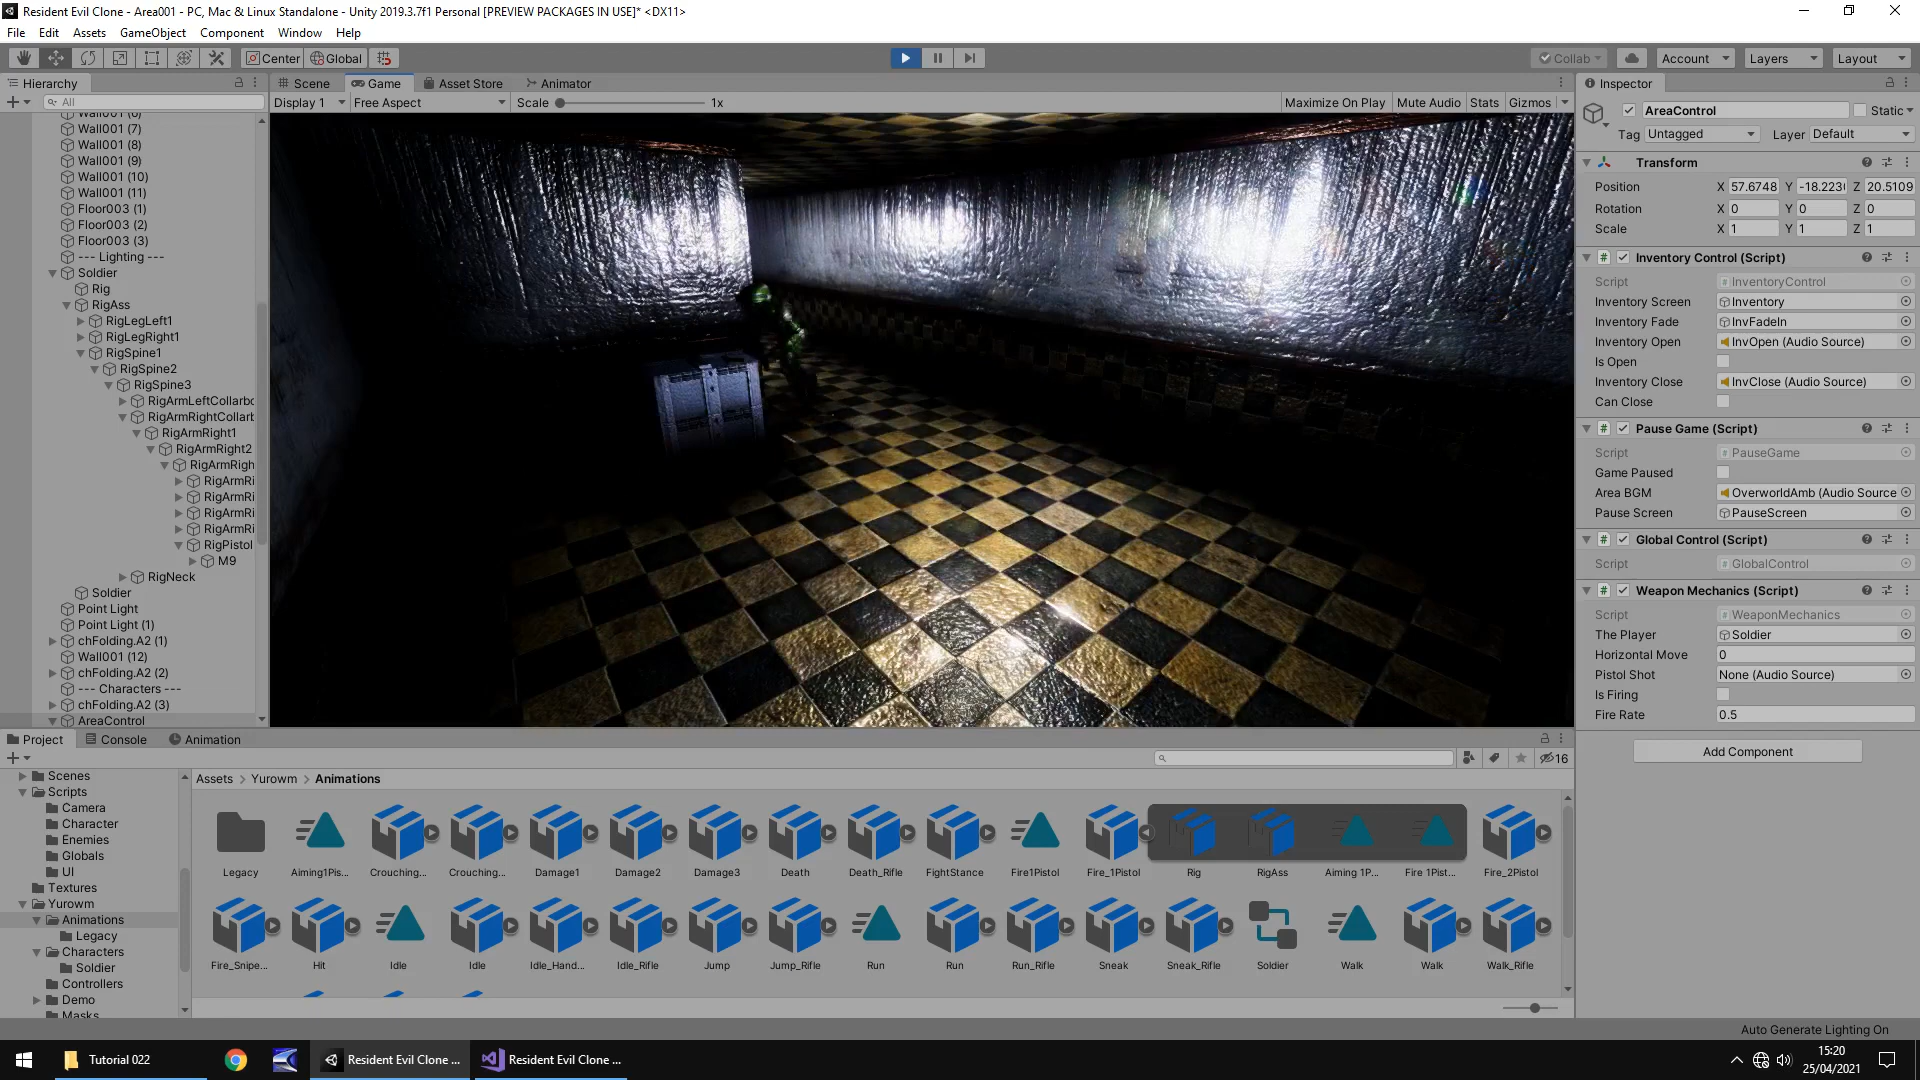 Resident Evil Clone - Area001 - PC, Mac & Linux Standalone - Unity 2019.3.7f1 Personal [PREVIEW PACKAGES IN USE]* <DX11>
File Edit Assets GameObject Component Window Help
Center Global Collab Account Layers Layout
Hierarchy
All
Wall001 (6)
Wall001 (7)
Wall001 (8)
Wall001 (9)
Wall001 (10)
Wall001 (11)
Floor003 (1)
Floor003 (2)
Floor003 (3)
--- Lighting ---
Soldier
Rig
RigAss
RigLegLeft1
RigLegRight1
RigSpine1
RigSpine2
RigSpine3
RigArmLeftCollarbo
RigArmRightCollarb
RigArmRight1
RigArmRight2
RigArmRigh
RigArmRi
RigArmRi
RigArmRi
RigArmRi
RigPistol
M9
RigNeck
Soldier
Point Light
Point Light (1)
chFolding.A2 (1)
Wall001 (12)
chFolding.A2 (2)
--- Characters ---
chFolding.A2 (3)
AreaControl
Scene Game Asset Store Animator
Display 1 Free Aspect Scale 1x Maximize On Play Mute Audio Stats Gizmos
Inspector
AreaControl Static
Tag Untagged Layer Default
Transform
Position X 57.6748 Y -18.223 Z 20.5109
Rotation X 0 Y 0 Z 0
Scale X 1 Y 1 Z 1
Inventory Control (Script)
Script InventoryControl
Inventory Screen Inventory
Inventory Fade InvFadeIn
Inventory Open InvOpen (Audio Source)
Is Open
Inventory Close InvClose (Audio Source)
Can Close
Pause Game (Script)
Script PauseGame
Game Paused
Area BGM OverworldAmb (Audio Source
Pause Screen PauseScreen
Global Control (Script)
Script GlobalControl
Weapon Mechanics (Script)
Script WeaponMechanics
The Player Soldier
Horizontal Move 0
Pistol Shot None (Audio Source)
Is Firing
Fire Rate 0.5
Add Component
Project Console Animation
16
Scenes
Scripts
Camera
Character
Enemies
Globals
UI
Textures
Yurowm
Animations
Legacy
Characters
Soldier
Controllers
Demo
Masks
Assets > Yurowm > Animations
Legacy Aiming1Pis... Crouching... Crouching... Damage1 Damage2 Damage3 Death Death_Rifle FightStance Fire1Pistol Fire_1Pistol Rig RigAss Aiming 1P... Fire 1Pist... Fire_2Pistol
Fire_Snipe... Hit Idle Idle Idle_Hand... Idle_Rifle Jump Jump_Rifle Run Run Run_Rifle Sneak Sneak_Rifle Soldier Walk Walk Walk_Rifle
Auto Generate Lighting On
Tutorial 022 Resident Evil Clone ... Resident Evil Clone ...
15:20
25/04/2021